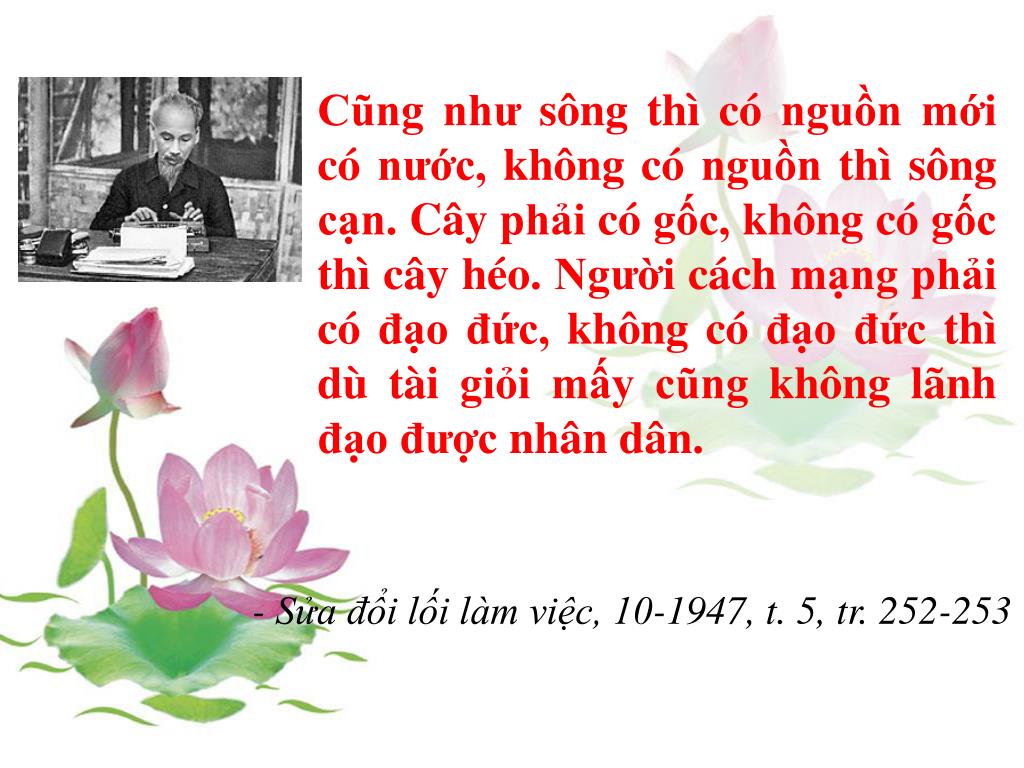 Cũng như sông thì có nguồn mới
có nước, không có nguồn thì sông
cạn. Cây phải có gốc, không có gốc
thì cây héo. Người cách mạng phải
có đạo đức, không có đạo đức thì
dù tài giỏi mấy cũng không lãnh
đạo được nhân dân.
- Sửa đổi lối làm việc, 10-1947, t. 5, tr. 252-253